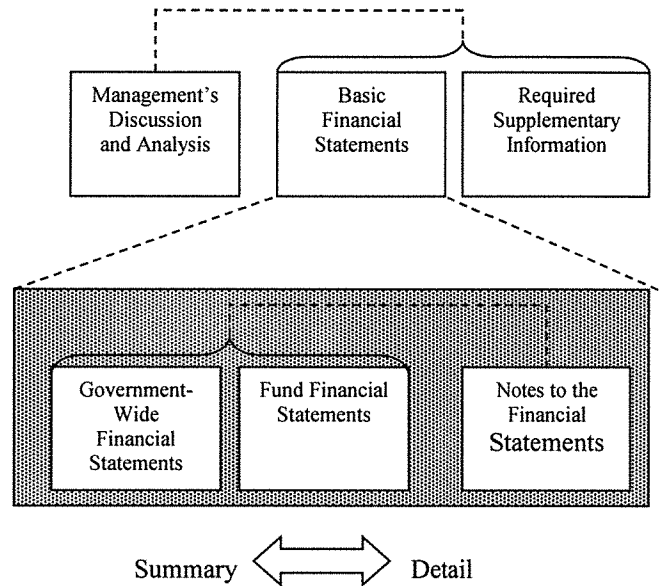 Management's
Discussion
and Analysis
Basic
Financial
Statements
Required
Supplementary
Information
Government-
Wide
Financial
Statements
Fund Financial
Statements
Notes to the
Financial
Statements
Summary
Detail